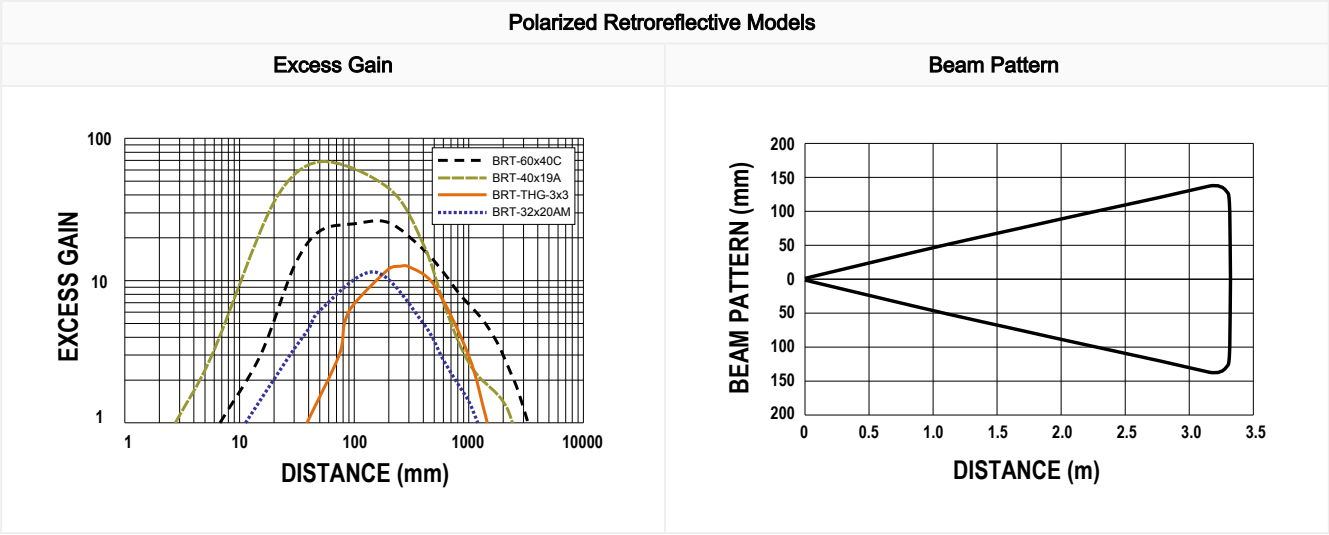 Polarized Retroreflective Models
Excess Gain
Beam Pattern
EXCESS GAIN
100
10
1
BRT-60x40C
BRT-40x19A
BRT-THG-3x3
BRT-32x20AM
1 10 100 1000 10000
DISTANCE (mm)
BEAM PATTERN (mm)
200
150
100
50
0
50
100
150
200
0 0.5 1.0 1.5 2.0 2.5 3.0 3.5
DISTANCE (m)